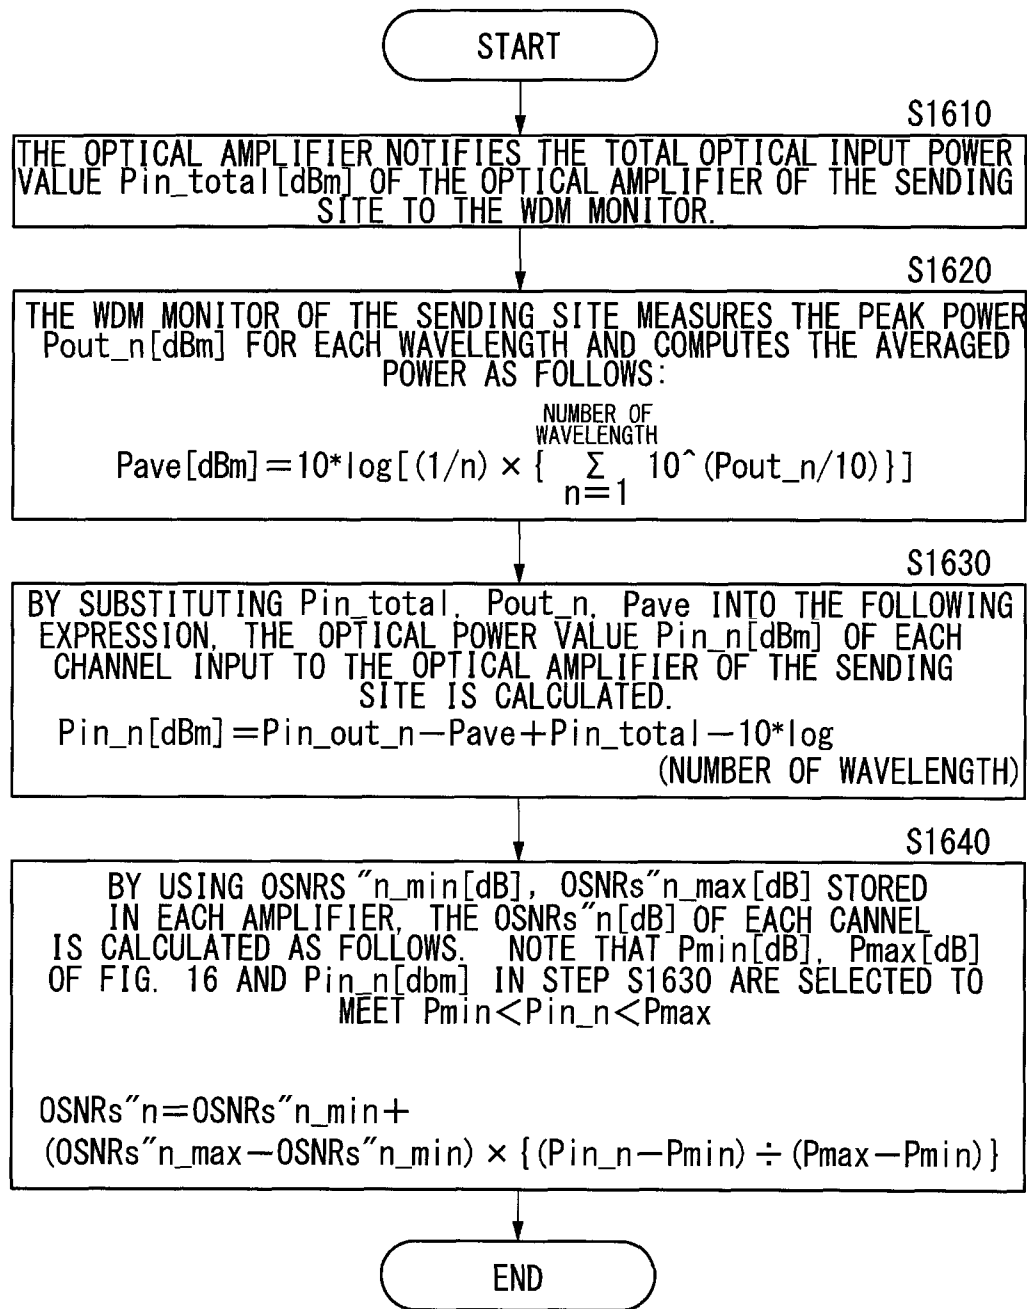 START
S1610
THE OPTICAL AMPLIFIER NOTIFIES THE TOTAL OPTICAL INPUT POWER
VALUE Pin_total[dBm] OF THE OPTICAL AMPLIFIER OF THE SENDING
SITE TO THE WDM MONITOR.
S1620
THE WDM MONITOR OF THE SENDING SITE MEASURES THE PEAK POWER
Pout_n[dBm] FOR EACH WAVELENGTH AND COMPUTES THE AVERAGED
POWER AS FOLLOWS:
NUMBER OF
WAVELENGTH
Pave[dBm]=10*log[(1/n) × { Σ 10^(Pout_n/10)}]
n=1
S1630
BY SUBSTITUTING Pin_total, Pout_n, Pave INTO THE FOLLOWING
EXPRESSION, THE OPTICAL POWER VALUE Pin_n[dBm] OF EACH
CHANNEL INPUT TO THE OPTICAL AMPLIFIER OF THE SENDING
SITE IS CALCULATED.
Pin_n[dBm]=Pin_out_n−Pave+Pin_total−10*log
(NUMBER OF WAVELENGTH)
S1640
BY USING OSNRS"n_min[dB], OSNRs"n_max[dB] STORED
IN EACH AMPLIFIER, THE OSNRs"n[dB] OF EACH CANNEL
IS CALCULATED AS FOLLOWS. NOTE THAT Pmin[dB], Pmax[dB]
OF FIG. 16 AND Pin_n[dbm] IN STEP S1630 ARE SELECTED TO
MEET Pmin<Pin_n<Pmax
OSNRs"n=OSNRs"n_min+
(OSNRs"n_max−OSNRs"n_min) × {(Pin_n−Pmin) ÷ (Pmax−Pmin)}
END